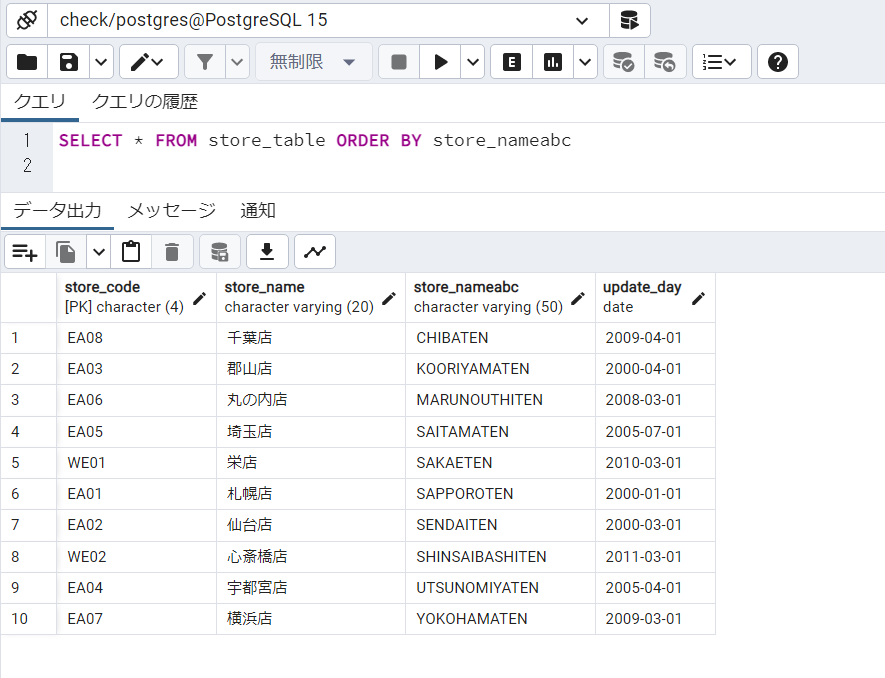 check/postgres@PostgreSQL 15
無制限
E
クエリ クエリの履歴
1 SELECT * FROM store_table ORDER BY store_nameabc
2
データ出力 メッセージ 通知
store_code store_name store_nameabc update_day
[PK] character (4) character varying (20) character varying (50) date
1 EA08 千葉店 CHIBATEN 2009-04-01
2 EA03 郡山店 KOORIYAMATEN 2000-04-01
3 EA06 丸の内店 MARUNOUTHITEN 2008-03-01
4 EA05 埼玉店 SAITAMATEN 2005-07-01
5 WE01 栄店 SAKAETEN 2010-03-01
6 EA01 札幌店 SAPPOROTEN 2000-01-01
7 EA02 仙台店 SENDAITEN 2000-03-01
8 WE02 心斎橋店 SHINSAIBASHITEN 2011-03-01
9 EA04 宇都宮店 UTSUNOMIYATEN 2005-04-01
10 EA07 横浜店 YOKOHAMATEN 2009-03-01